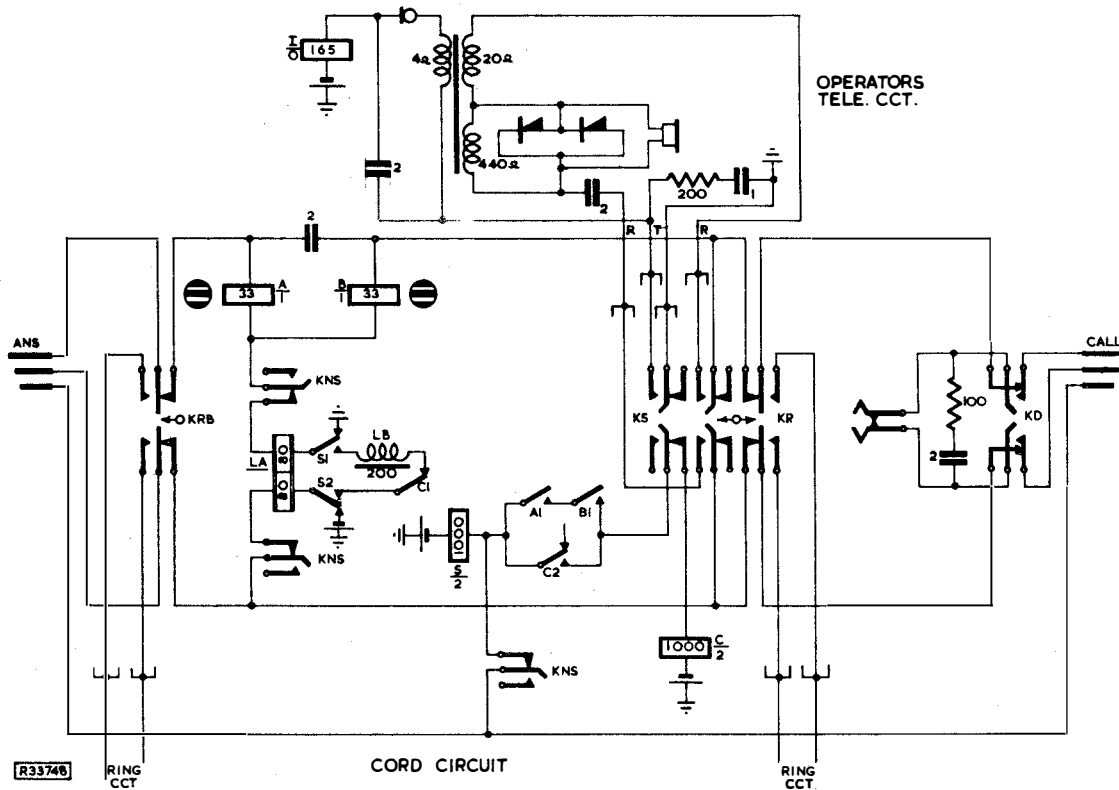 I/0
165
4Ω
20Ω
OPERATORS
TELE. CCT.
440Ω
2
2
200
1
2
R
T
R
33
A/1
B/1
33
ANS
CALL
KNS
KRB
KS
KR
100
2
KD
LA
80
80
S1
LB
200
C1
S2
A1
B1
C2
KNS
1000
S/2
1000
C/2
KNS
R33748
RING
CCT
CORD CIRCUIT
RING
CCT